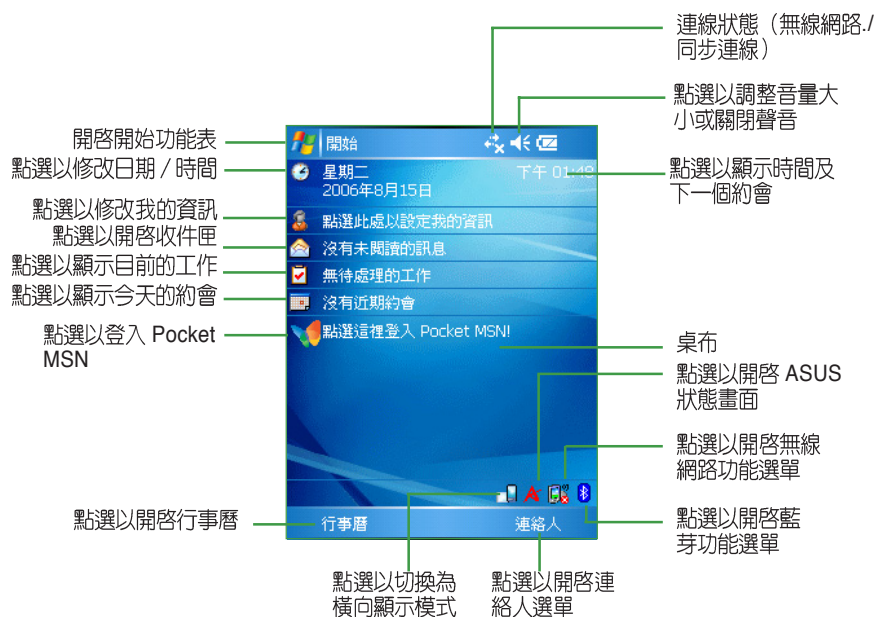 連線狀態（無線網路./
同步連線）
點選以調整音量大
小或關閉聲音
點選以顯示時間及
下一個約會
開啟開始功能表
點選以修改日期／時間
點選以修改我的資訊
點選以開啟收件匣
點選以顯示目前的工作
點選以顯示今天的約會
點選以登入 Pocket
MSN
開始
星期二
下午 01:48
2006年8月15日
點選此處以設定我的資訊
沒有未閱讀的訊息
無待處理的工作
沒有近期約會
點選這裡登入 Pocket MSN!
行事曆
連絡人
桌布
點選以開啟 ASUS
狀態畫面
點選以開啟無線
網路功能選單
點選以開啟藍
芽功能選單
點選以開啟行事曆
點選以切換為
橫向顯示模式
點選以開啟連
絡人選單